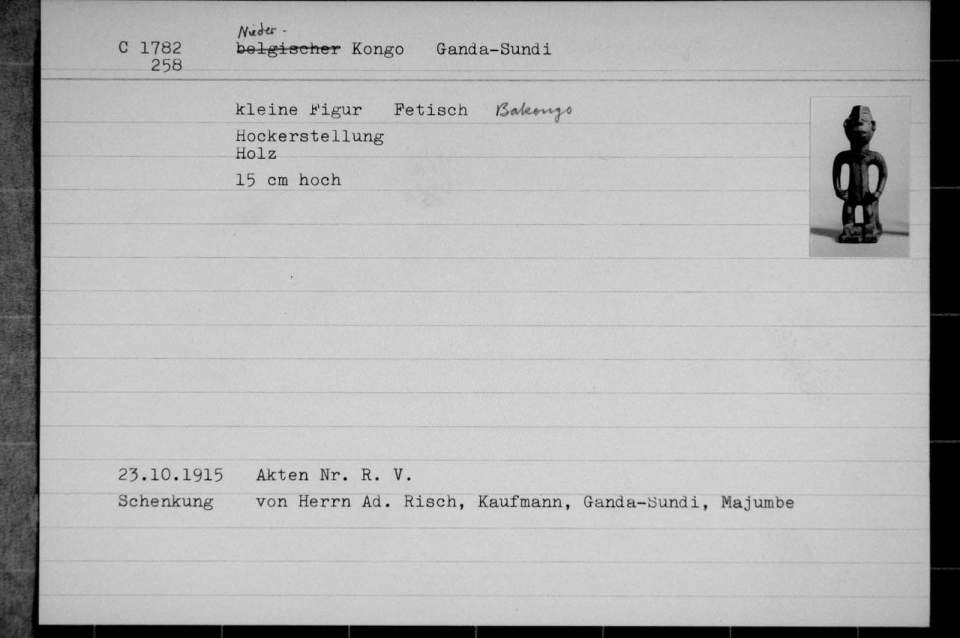 Nieder-
C 1782 belgischer Kongo Ganda-Sundi
258
kleine Figur Fetisch Bakongo
Hockerstellung
Holz
15 cm hoch
23.10.1915 Akten Nr. R. V.
Schenkung von Herrn Ad. Risch, Kaufmann, Ganda-Sundi, Majumbe